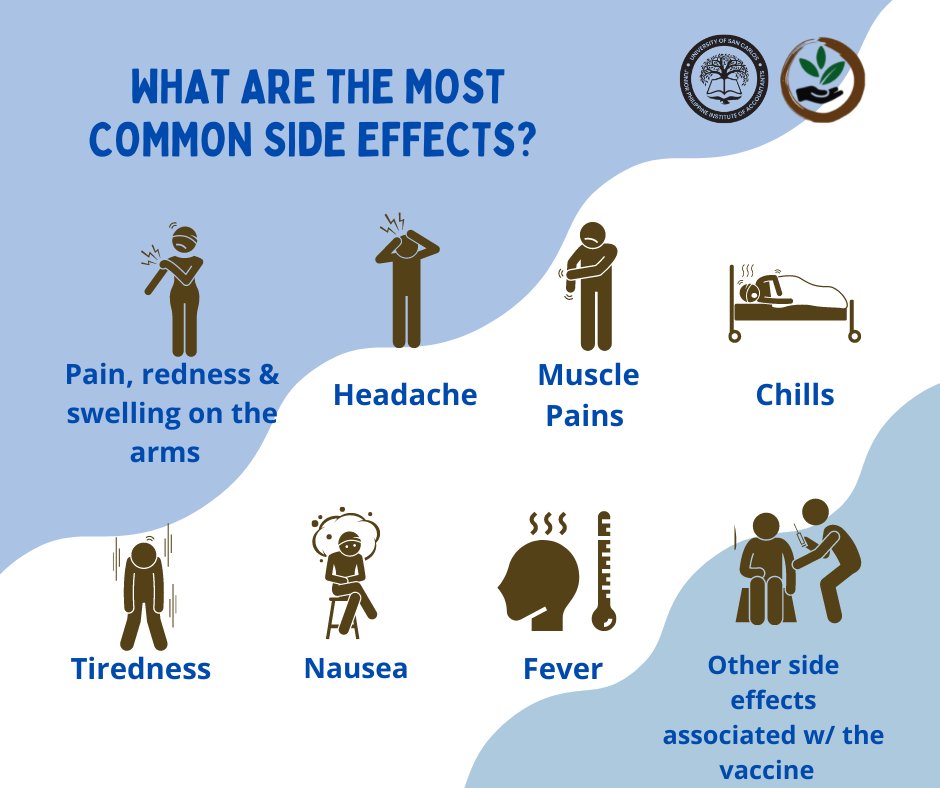 WHAT ARE THE MOST
COMMON SIDE EFFECTS?
UNIVERSITY OF SAN CARLOS
JUNIOR PHILIPPINE INSTITUTE OF ACCOUNTANTS
Pain, redness &
swelling on the
arms
Headache
Muscle
Pains
Chills
Tiredness
Nausea
Fever
Other side
effects
associated w/ the
vaccine